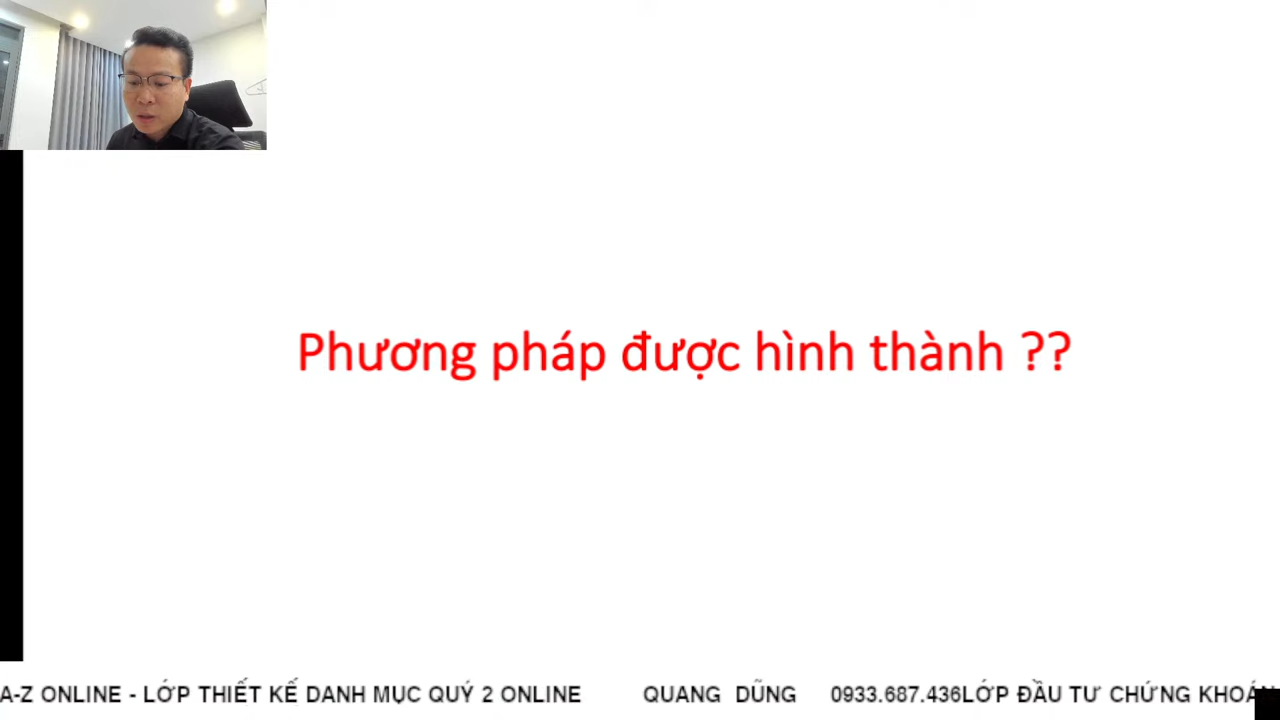 Phương pháp được hình thành ??
A-Z ONLINE - LỚP THIẾT KẾ DANH MỤC QUÝ 2 ONLINE QUANG DŨNG 0933.687.436LỚP ĐẦU TƯ CHỨNG KHOÁN